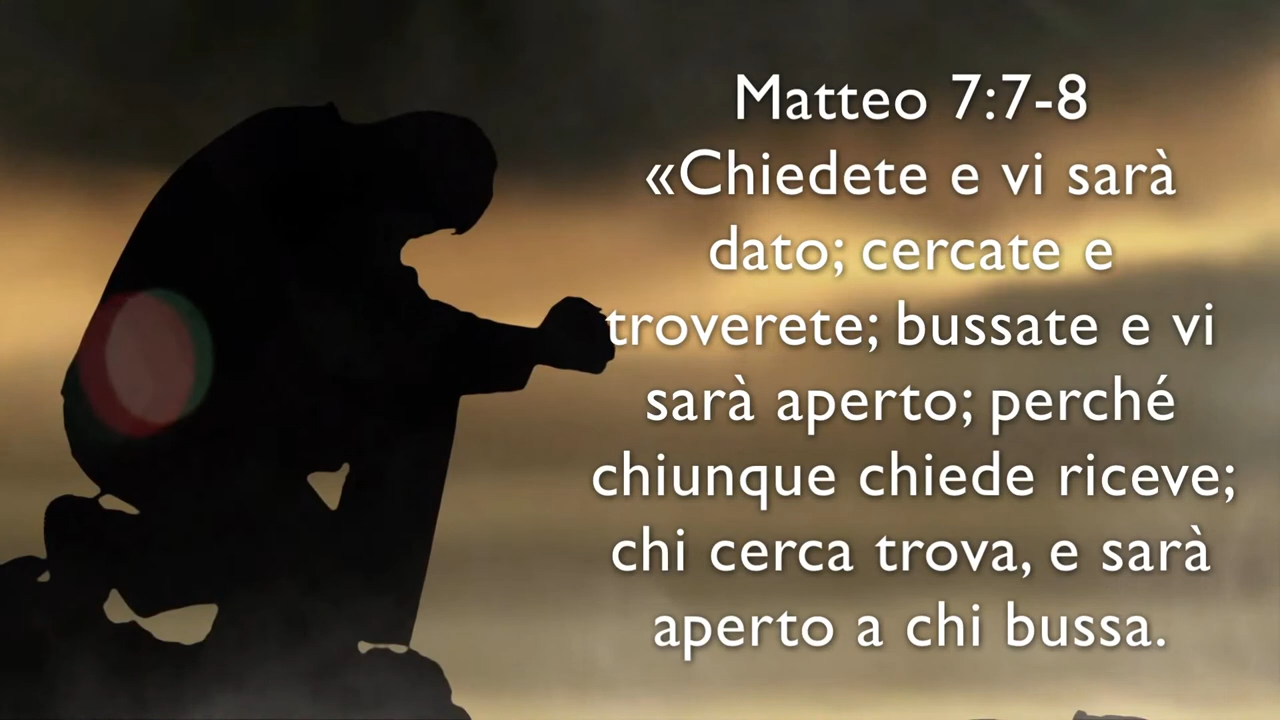 Matteo 7:7-8
«Chiedete e vi sarà
dato; cercate e
troverete; bussate e vi
sarà aperto; perché
chiunque chiede riceve;
chi cerca trova, e sarà
aperto a chi bussa.